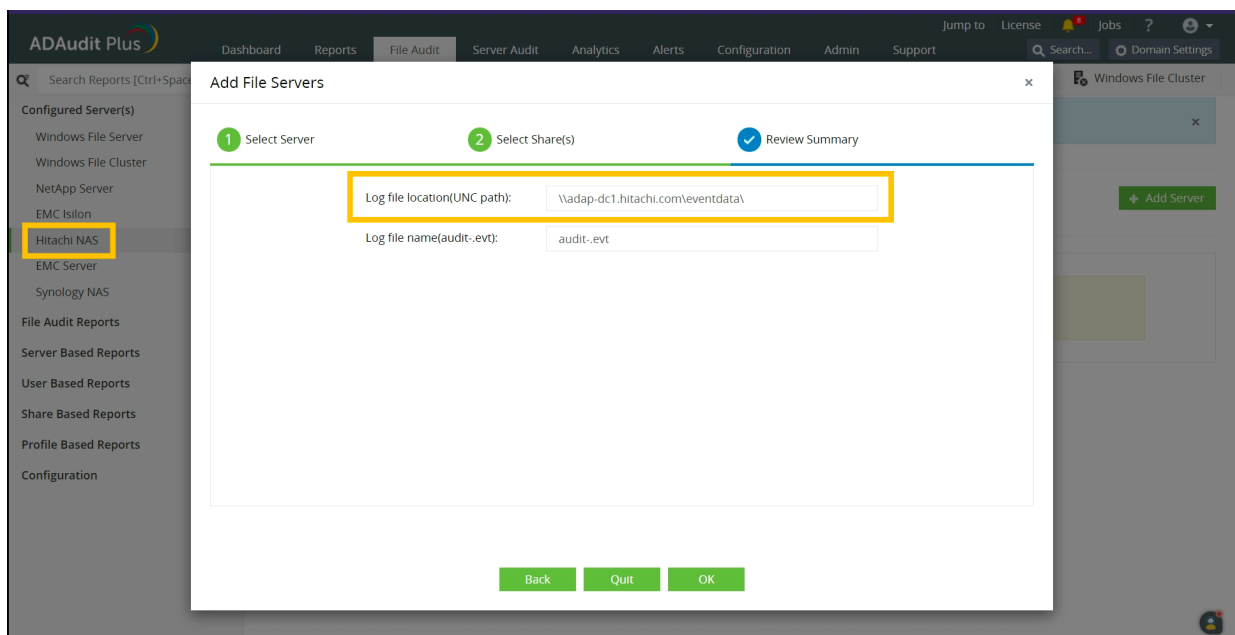 Jump to License 8 Jobs ?
ADAudit Plus
Dashboard Reports File Audit Server Audit Analytics Alerts Configuration Admin Support
Search... Domain Settings
Search Reports [Ctrl+Space
Add File Servers ×
Windows File Cluster
Configured Server(s)
Windows File Server
Windows File Cluster
NetApp Server
EMC Isilon
Hitachi NAS
EMC Server
Synology NAS
File Audit Reports
Server Based Reports
User Based Reports
Share Based Reports
Profile Based Reports
Configuration
1 Select Server
2 Select Share(s)
Review Summary
Log file location(UNC path): \\adap-dc1.hitachi.com\eventdata\
Log file name(audit-.evt): audit-.evt
×
+ Add Server
Back Quit OK